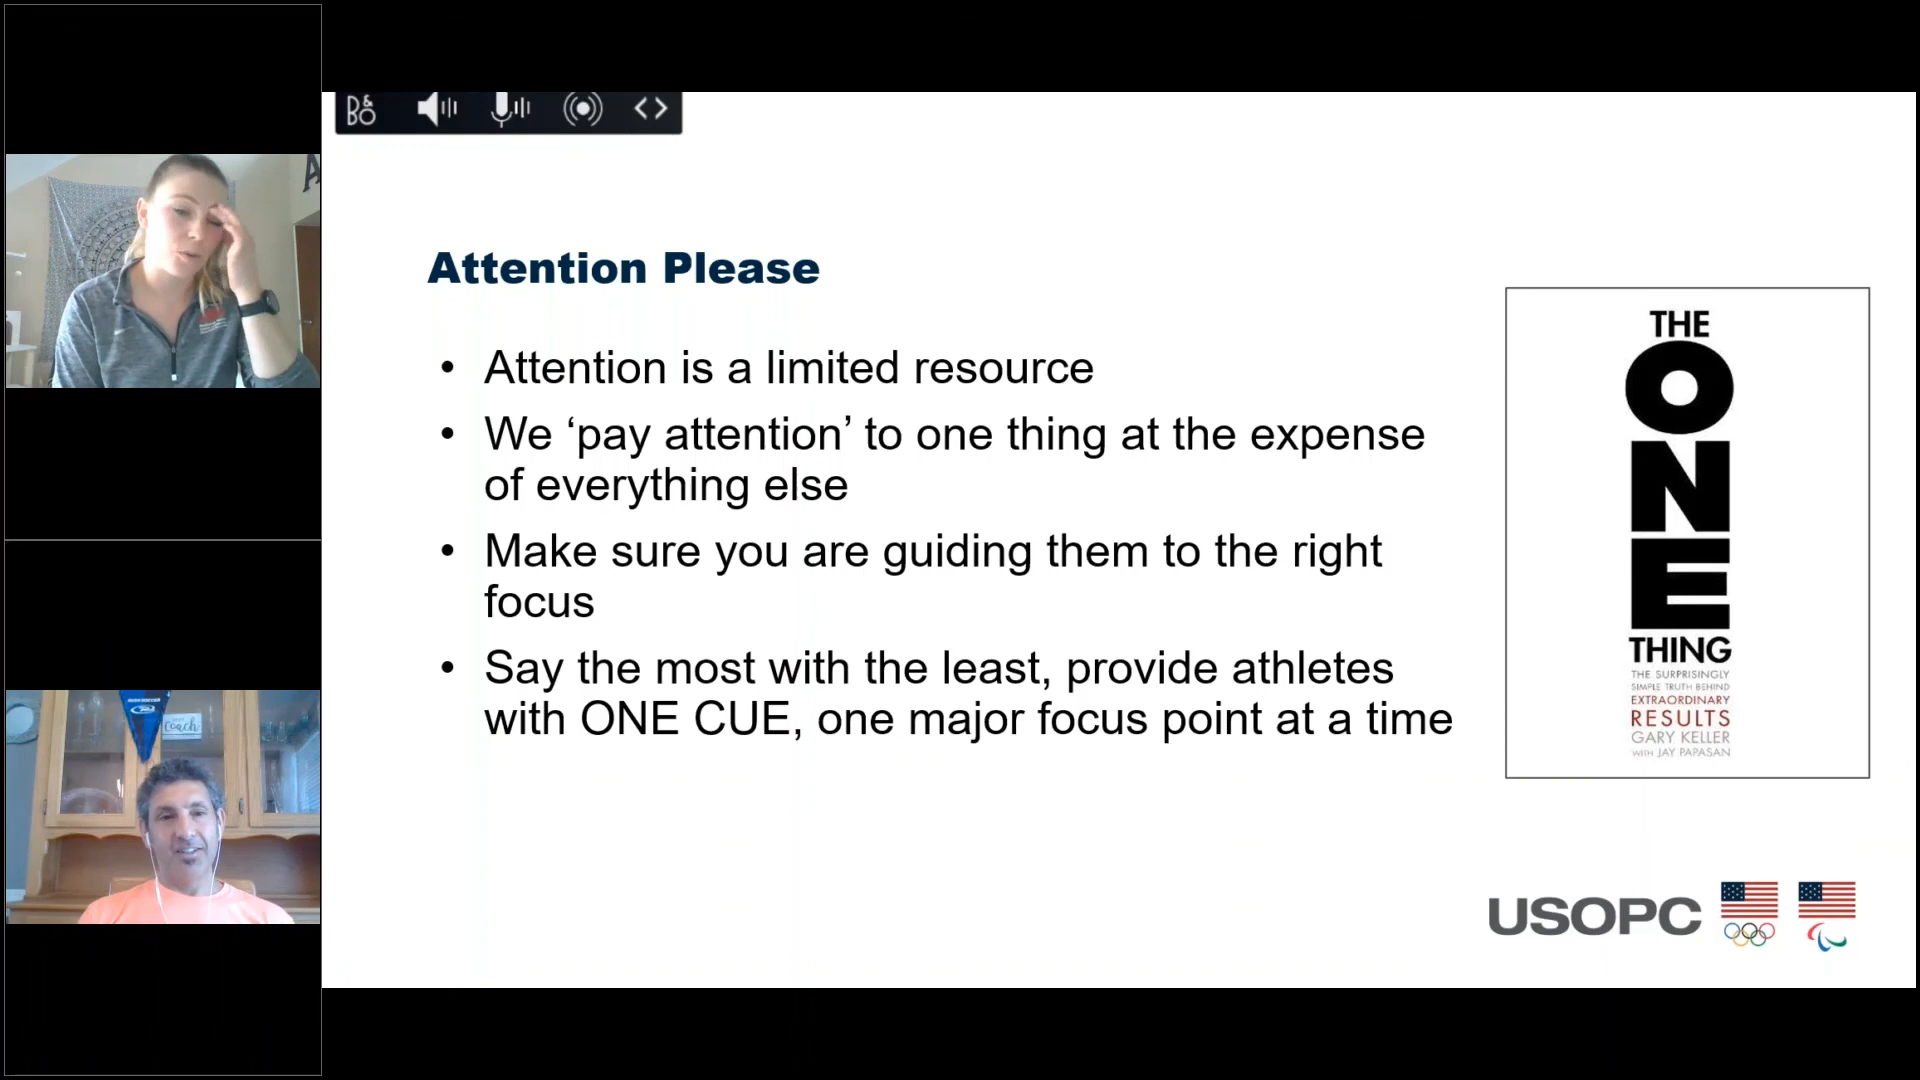 Attention Please
• Attention is a limited resource
• We ‘pay attention’ to one thing at the expense
of everything else
• Make sure you are guiding them to the right
focus
• Say the most with the least, provide athletes
with ONE CUE, one major focus point at a time
THE
ONE
THING
THE SURPRISINGLY
SIMPLE TRUTH BEHIND
EXTRAORDINARY
RESULTS
GARY KELLER
WITH JAY PAPASAN
USOPC
A
Coach